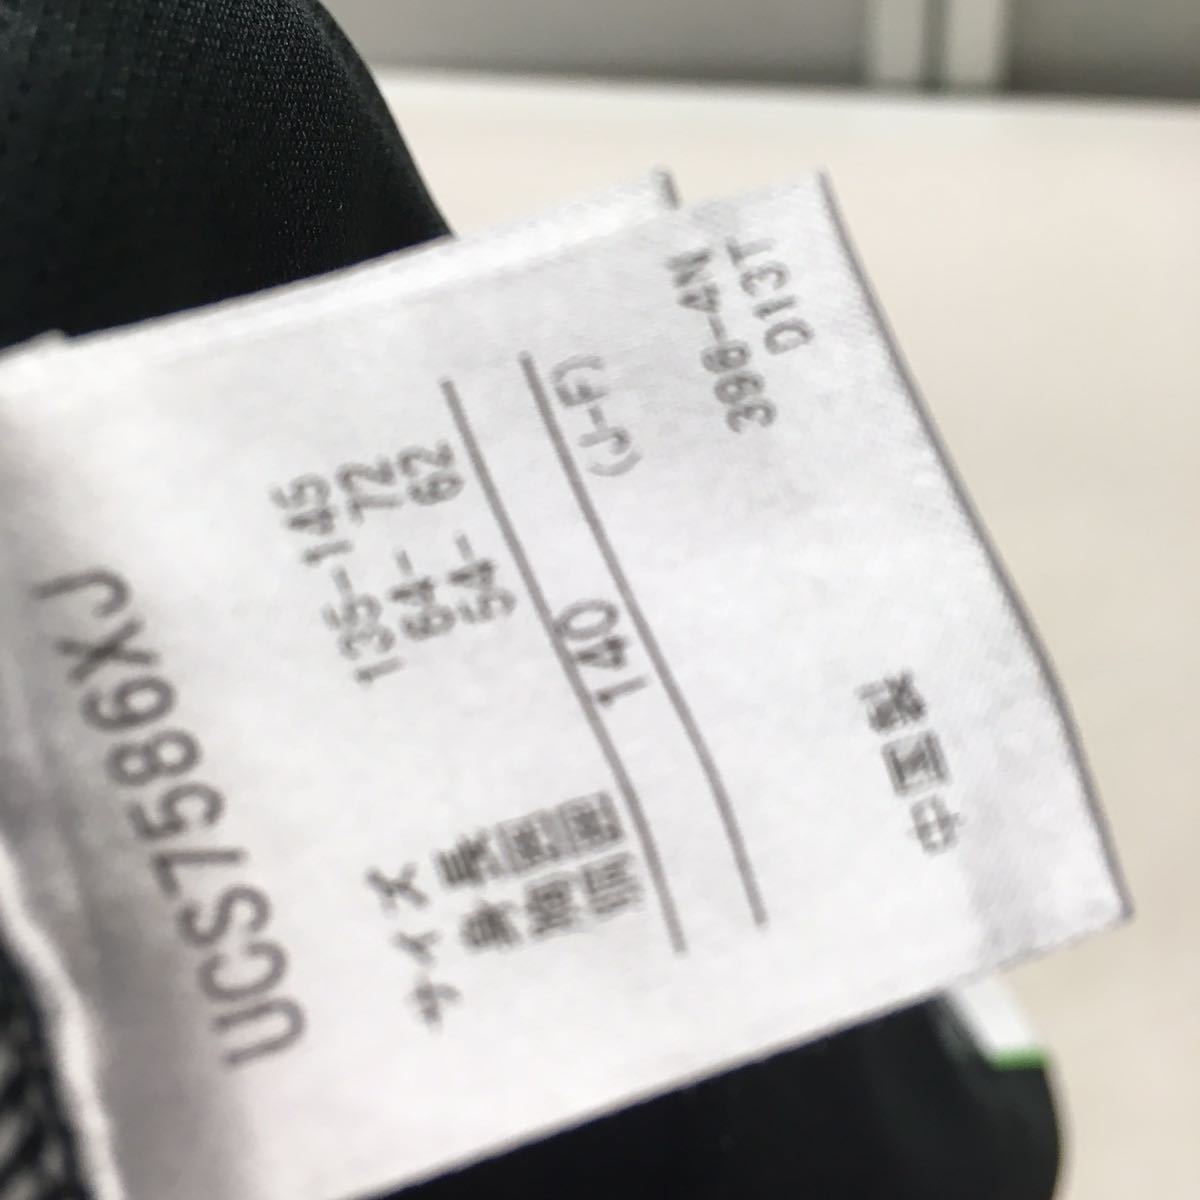 UCS7586XJ
サイズ
身長 135-145
胸囲 64- 72
胴囲 54- 62
140 (J-F)
中国製
396-4N
D13T